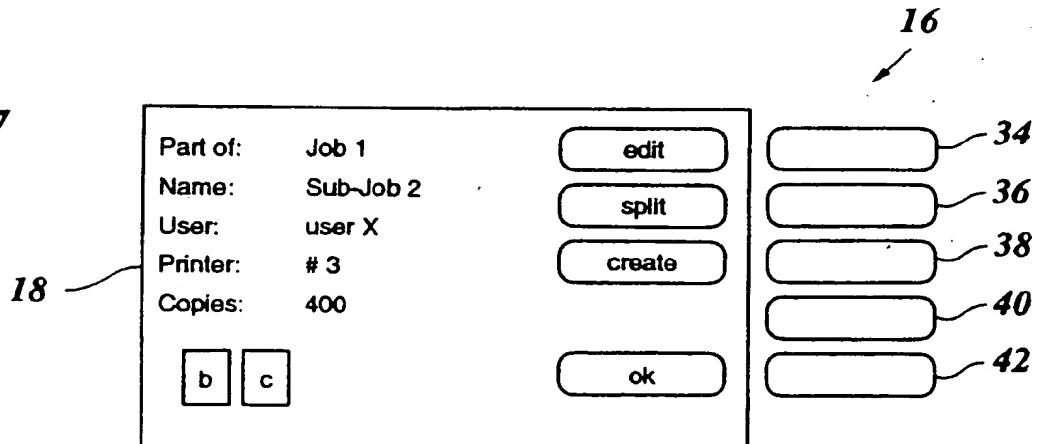 16
7
Part of: Job 1 edit 34
Name: Sub-Job 2 split 36
User: user X
Printer: # 3 create 38
18
Copies: 400 40
b c ok 42